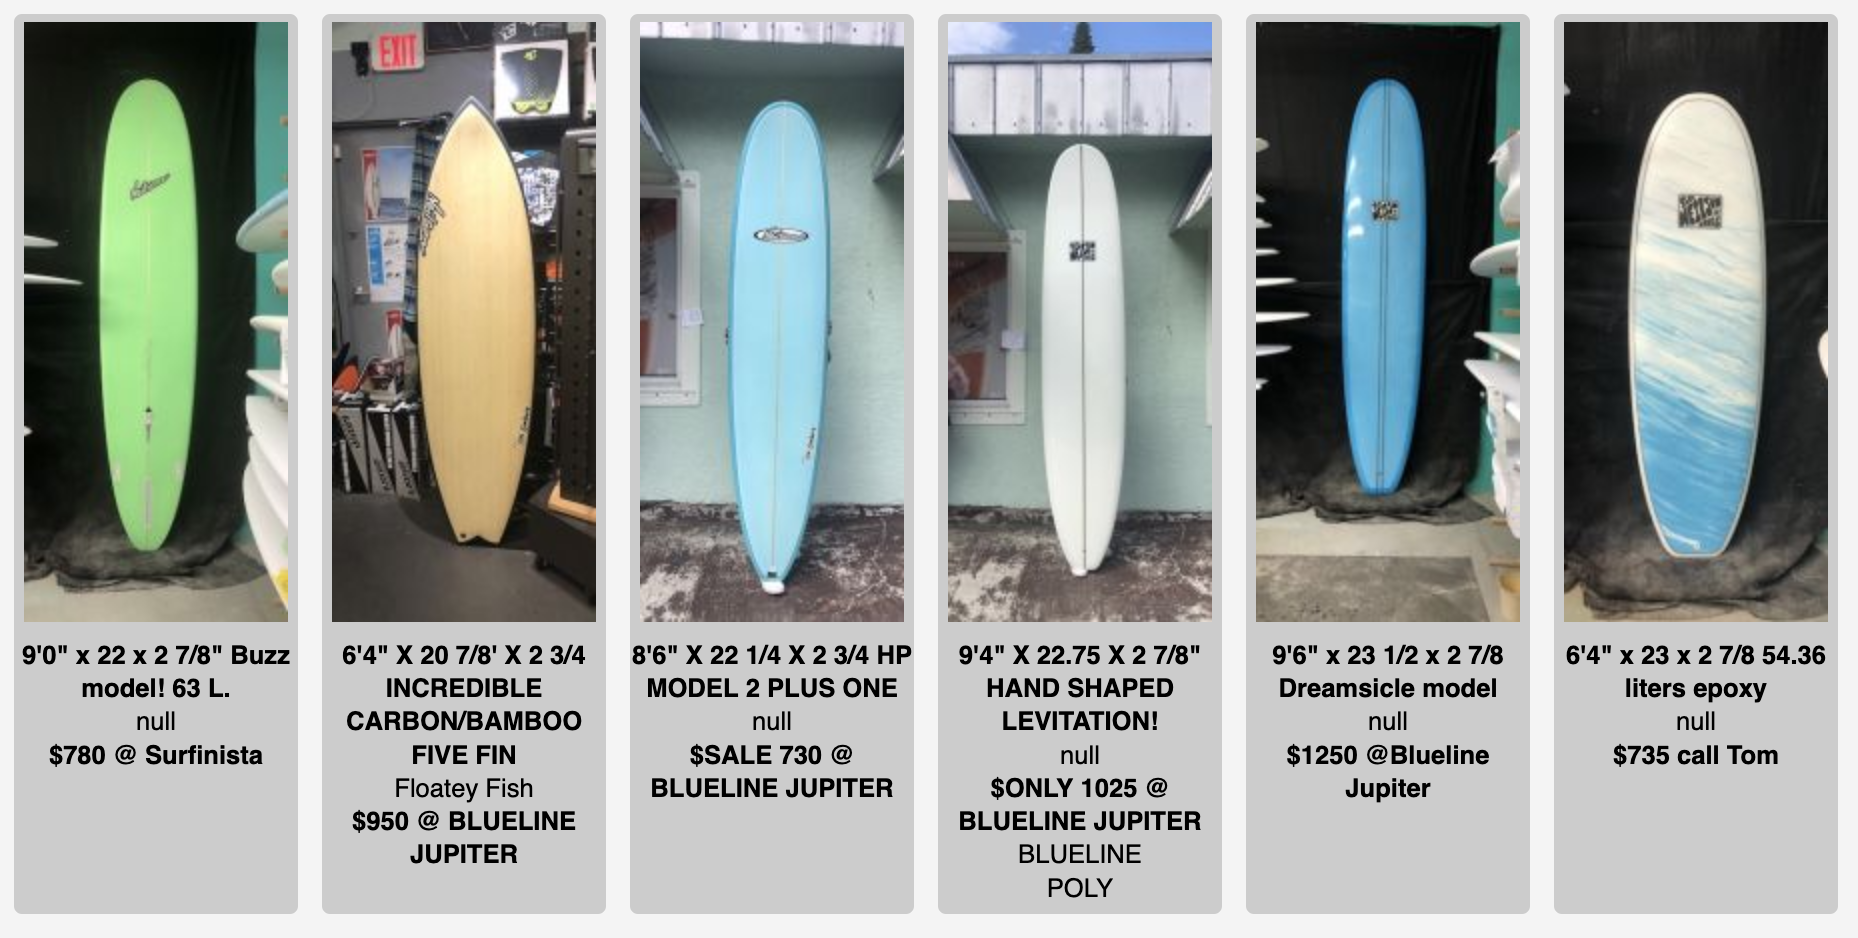 EXIT
9'0" x 22 x 2 7/8" Buzz
model! 63 L.
null
$780 @ Surfinista
6'4" X 20 7/8' X 2 3/4
INCREDIBLE
CARBON/BAMBOO
FIVE FIN
Floatey Fish
$950 @ BLUELINE
JUPITER
8'6" X 22 1/4 X 2 3/4 HP
MODEL 2 PLUS ONE
null
$SALE 730 @
BLUELINE JUPITER
9'4" X 22.75 X 2 7/8"
HAND SHAPED
LEVITATION!
null
$ONLY 1025 @
BLUELINE JUPITER
BLUELINE
POLY
9'6" x 23 1/2 x 2 7/8
Dreamsicle model
null
$1250 @Blueline
Jupiter
6'4" x 23 x 2 7/8 54.36
liters epoxy
null
$735 call Tom